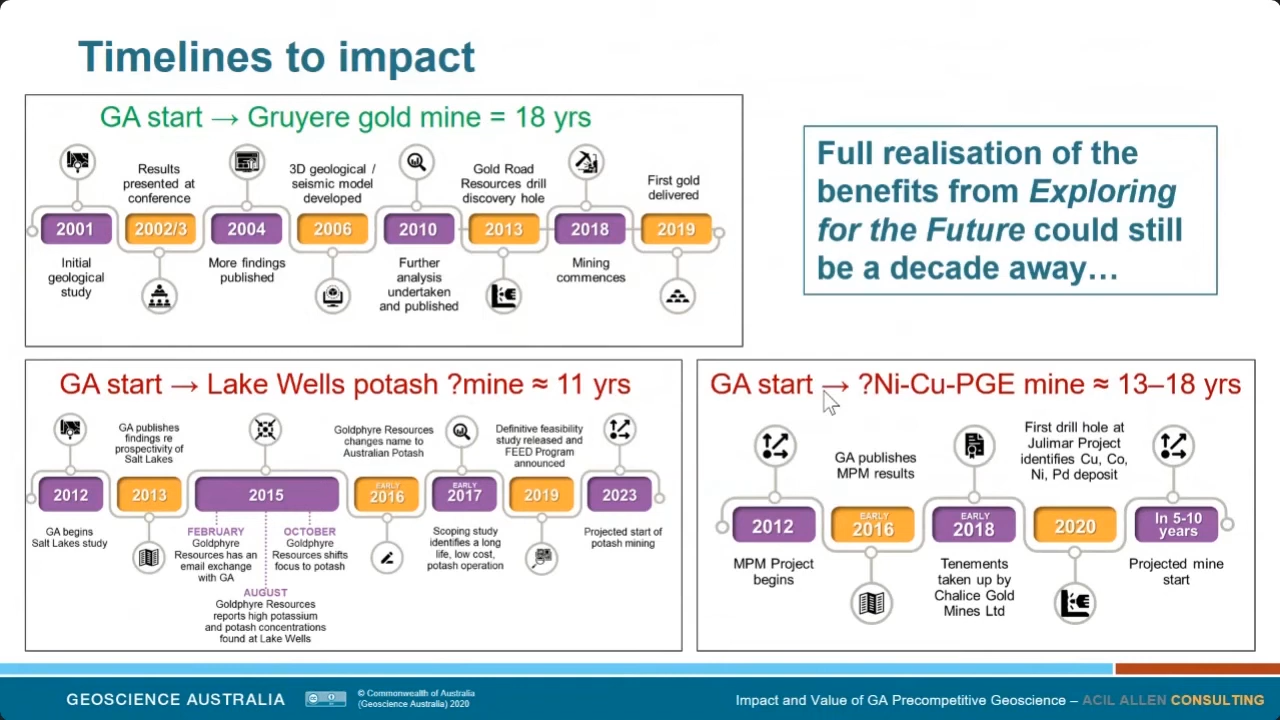 Timelines to impact
GA start → Gruyere gold mine = 18 yrs
Results
presented at
conference
3D geological /
seismic model
developed
Gold Road
Resources drill
discovery hole
First gold
delivered
2001
2002/3
2004
2006
2010
2013
2018
2019
Initial
geological
study
More findings
published
Further
analysis
undertaken
and published
Mining
commences
Full realisation of the
benefits from Exploring
for the Future could still
be a decade away…
GA start → Lake Wells potash ?mine ≈ 11 yrs
GA publishes
findings re
prospectivity of
Salt Lakes
Goldphyre Resources
changes name to
Australian Potash
Definitive feasibility
study released and
FEED Program
announced
2012
2013
2015
EARLY
2016
EARLY
2017
2019
2023
GA begins
Salt Lakes study
FEBRUARY
Goldphyre
Resources has an
email exchange
with GA
OCTOBER
Goldphyre
Resources shifts
focus to potash
AUGUST
Goldphyre Resources
reports high potassium
and potash concentrations
found at Lake Wells
Scoping study
identifies a long
life, low cost,
potash operation
Projected start of
potash mining
GA start → ?Ni-Cu-PGE mine ≈ 13–18 yrs
GA publishes
MPM results
First drill hole at
Julimar Project
identifies Cu, Co,
Ni, Pd deposit
2012
EARLY
2016
EARLY
2018
2020
In 5-10
years
MPM Project
begins
Tenements
taken up by
Chalice Gold
Mines Ltd
Projected mine
start
GEOSCIENCE AUSTRALIA
© Commonwealth of Australia
(Geoscience Australia) 2020
Impact and Value of GA Precompetitive Geoscience – ACIL ALLEN CONSULTING